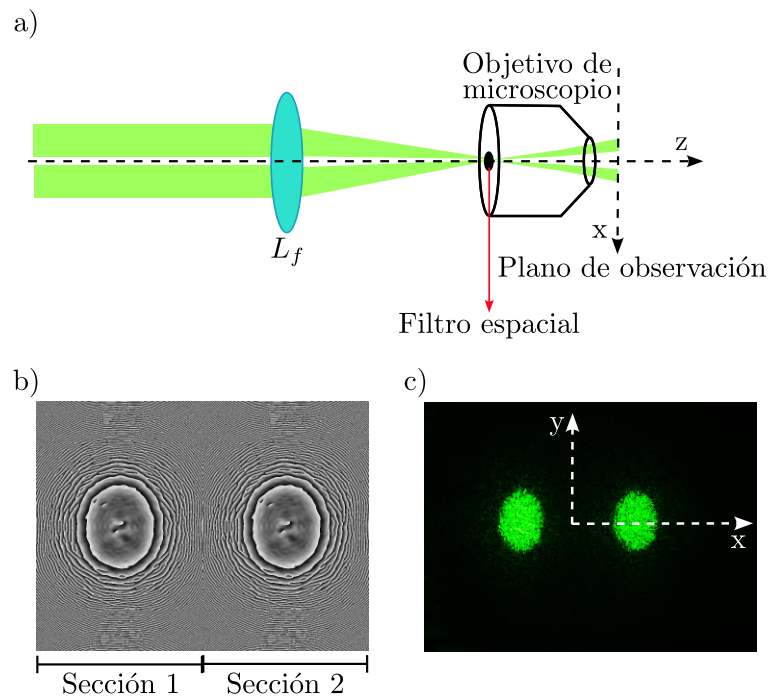 a)
Objetivo de
microscopio
z
x
L_f
Plano de observación
Filtro espacial
b)
c)
y
x
Sección 1
Sección 2